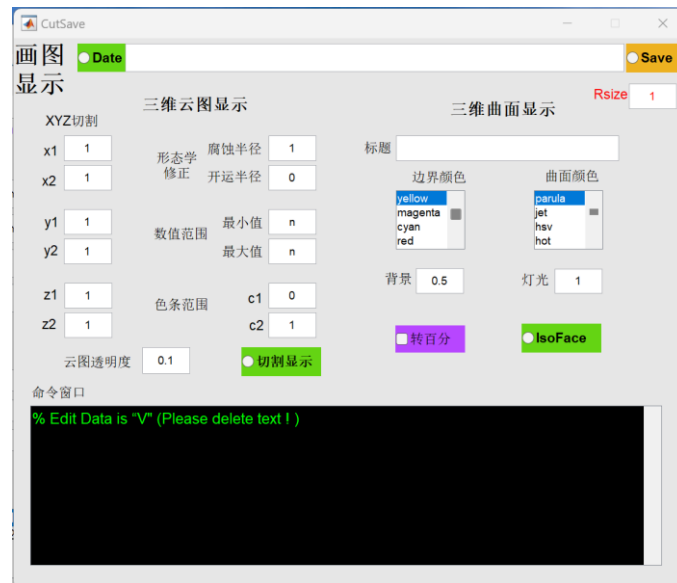 CutSave
画图
显示
Date
Save
Rsize 1
三维云图显示
三维曲面显示
XYZ切割
x1 1
x2 1
形态学
修正
腐蚀半径 1
开运半径 0
标题
边界颜色
曲面颜色
yellow
magenta
cyan
red
parula
jet
hsv
hot
y1 1
y2 1
数值范围
最小值 n
最大值 n
背景 0.5
灯光 1
z1 1
z2 1
色条范围
c1 0
c2 1
转百分
IsoFace
云图透明度 0.1
切割显示
命令窗口
% Edit Data is “V" (Please delete text ! )